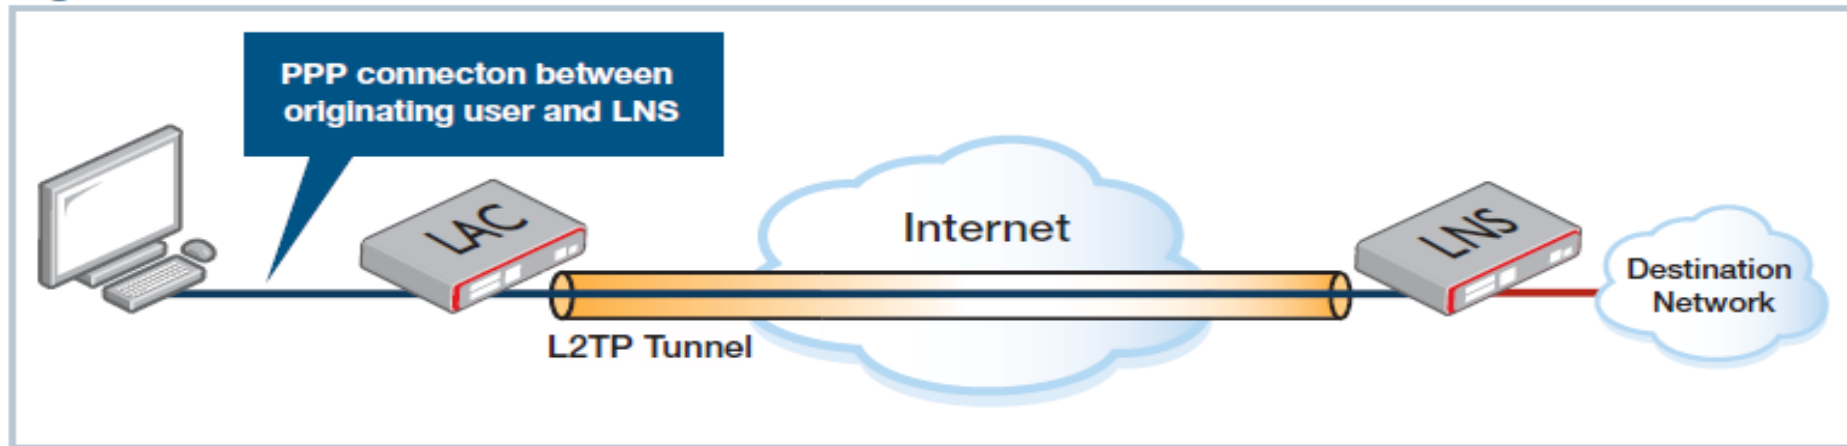 PPP connecton between
originating user and LNS
LAC
Internet
LNS
Destination
Network
L2TP Tunnel